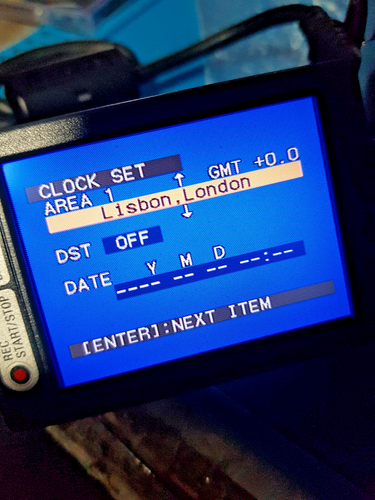 CLOCK SET
AREA 1 GMT +0.0
Lisbon,London
DST OFF
Y M D
DATE ---- -- -- --:--
[ENTER]:NEXT ITEM
REC
START/STOP